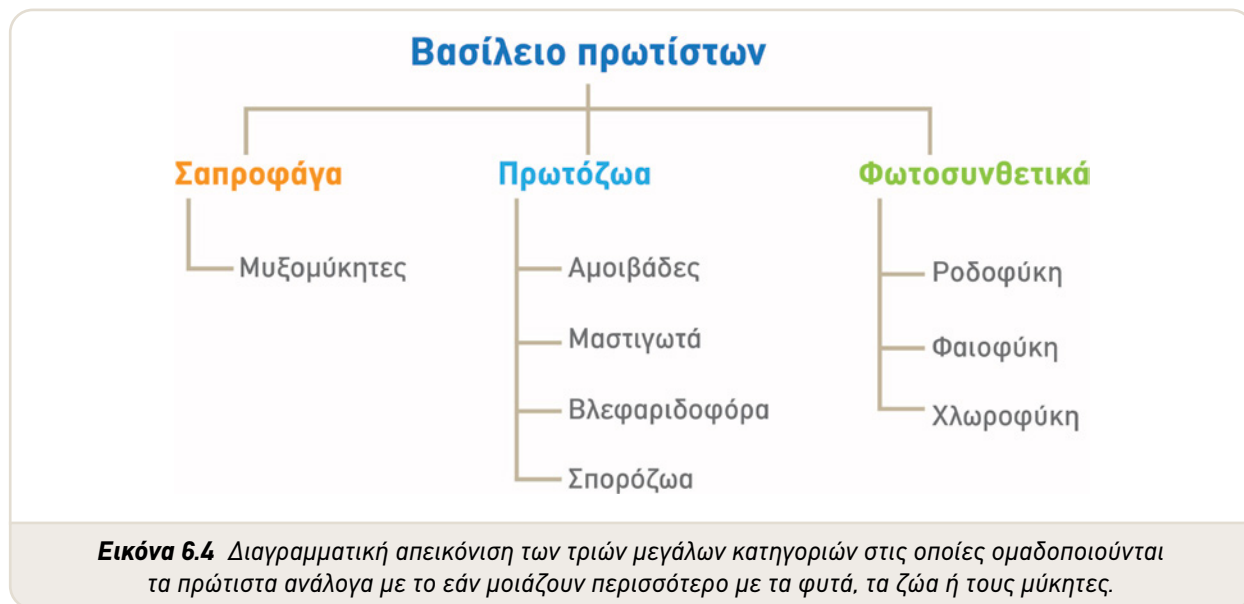 Βασίλειο πρωτίστων
Σαπροφάγα
Πρωτόζωα
Φωτοσυνθετικά
Μυξομύκητες
Αμοιβάδες
Μαστιγωτά
Βλεφαριδοφόρα
Σπορόζωα
Ροδοφύκη
Φαιοφύκη
Χλωροφύκη
Εικόνα 6.4 Διαγραμματική απεικόνιση των τριών μεγάλων κατηγοριών στις οποίες ομαδοποιούνται
τα πρώτιστα ανάλογα με το εάν μοιάζουν περισσότερο με τα φυτά, τα ζώα ή τους μύκητες.